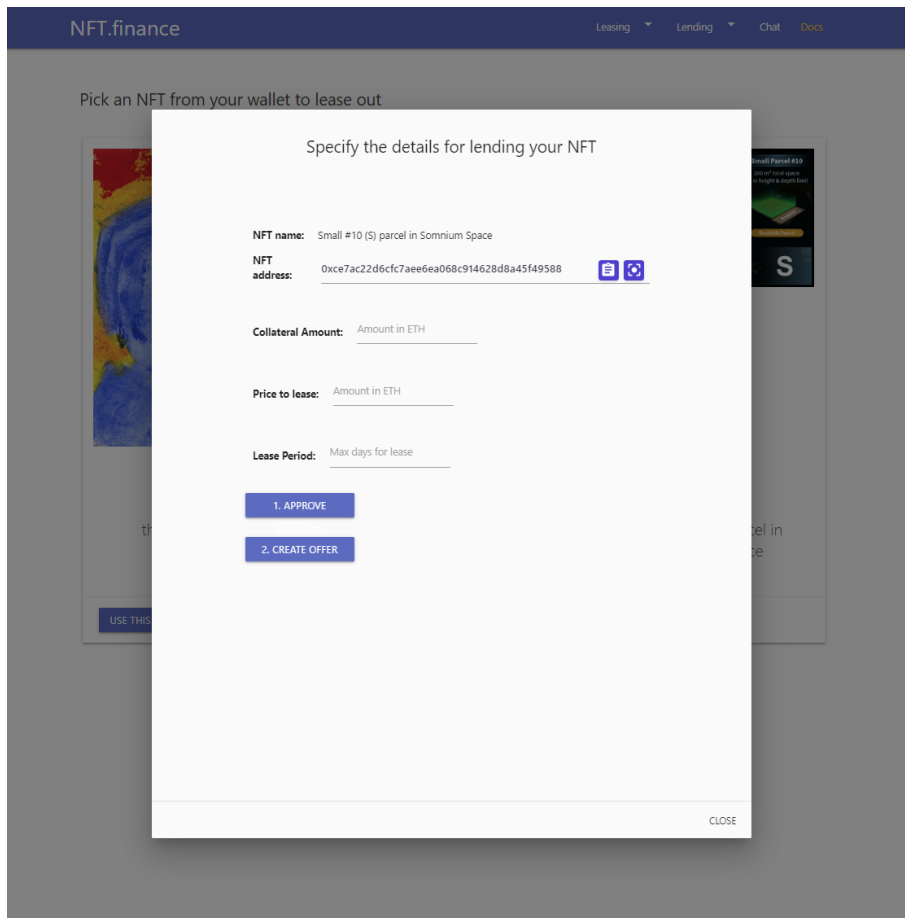 NFT.finance
Leasing
Lending
Chat
Docs
Pick an NFT from your wallet to lease out
Specify the details for lending your NFT
NFT name: Small #10 (S) parcel in Somnium Space
NFT
address: 0xce7ac22d6cfc7aee6ea068c914628d8a45f49588
Collateral Amount: Amount in ETH
Price to lease: Amount in ETH
Lease Period: Max days for lease
1. APPROVE
2. CREATE OFFER
CLOSE
Small Parcel #10
S
USE THIS